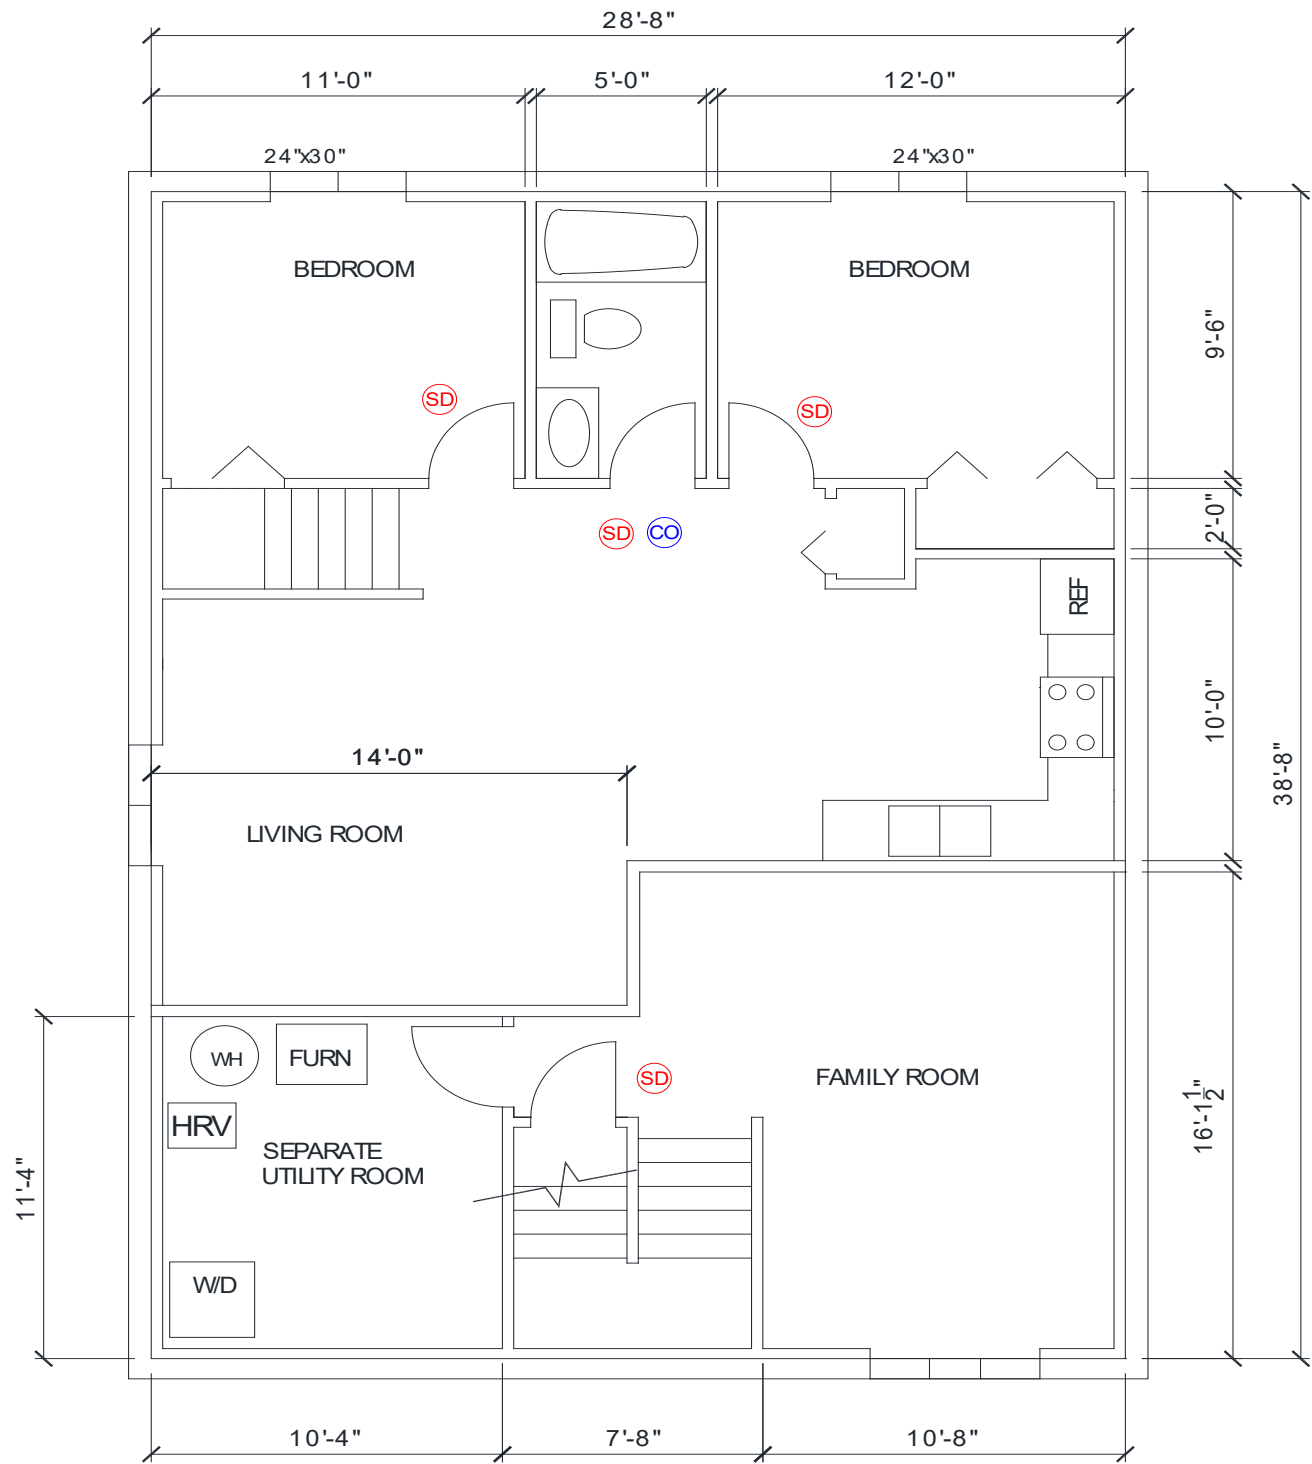 28'-8"
11'-0"
5'-0"
12'-0"
24"x30"
24"x30"
BEDROOM
BEDROOM
9'-6"
SD
SD
SD
CO
2'-0"
REF
10'-0"
14'-0"
38'-8"
LIVING ROOM
WH
FURN
SD
FAMILY ROOM
16'-1 1/2"
HRV
SEPARATE
UTILITY ROOM
11'-4"
W/D
10'-4"
7'-8"
10'-8"